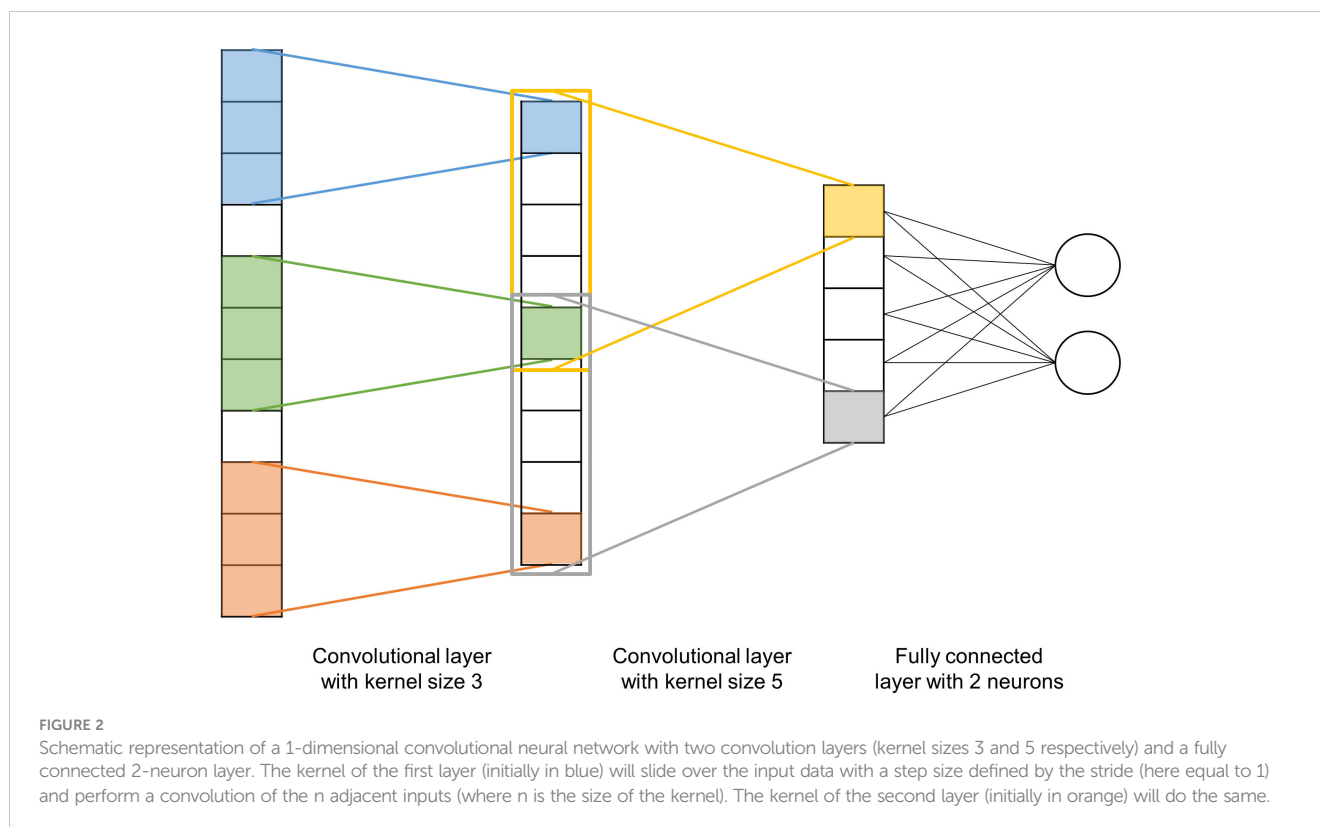 Convolutional layer
with kernel size 3
Convolutional layer
with kernel size 5
Fully connected
layer with 2 neurons
FIGURE 2
Schematic representation of a 1-dimensional convolutional neural network with two convolution layers (kernel sizes 3 and 5 respectively) and a fully
connected 2-neuron layer. The kernel of the first layer (initially in blue) will slide over the input data with a step size defined by the stride (here equal to 1)
and perform a convolution of the n adjacent inputs (where n is the size of the kernel). The kernel of the second layer (initially in orange) will do the same.